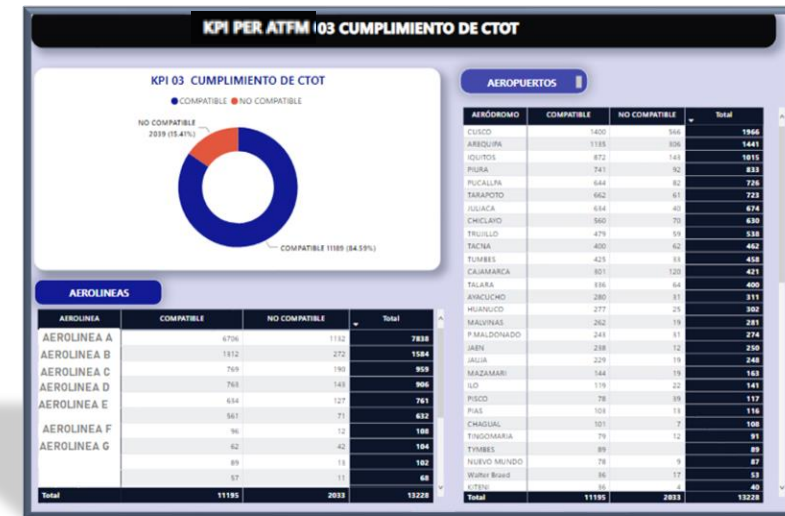 KPI PER ATFM 03 CUMPLIMIENTO DE CTOT
KPI 03 CUMPLIMIENTO DE CTOT
COMPATIBLE NO COMPATIBLE
NO COMPATIBLE
2039 (15.41%)
COMPATIBLE 11189 (84.59%)
AEROLINEAS
AEROLINEA COMPATIBLE NO COMPATIBLE Total
AEROLINEA A 6706 1132 7838
AEROLINEA B 1312 272 1584
AEROLINEA C 769 190 959
AEROLINEA D 763 143 906
AEROLINEA E 634 127 761
561 71 632
AEROLINEA F 96 12 108
AEROLINEA G 62 42 104
89 13 102
57 11 68
Total 11195 2033 13228
AEROPUERTOS
AERÓDROMO COMPATIBLE NO COMPATIBLE Total
CUSCO 1400 566 1966
AREQUIPA 1135 306 1441
IQUITOS 872 143 1015
PIURA 741 92 833
PUCALLPA 644 82 726
TARAPOTO 662 61 723
JULIACA 634 40 674
CHICLAYO 560 70 630
TRUJILLO 479 59 538
TACNA 400 62 462
TUMBES 425 33 458
CAJAMARCA 301 120 421
TALARA 336 64 400
AYACUCHO 280 31 311
HUANUCO 277 25 302
MALVINAS 262 19 281
P.MALDONADO 243 31 274
JAEN 238 12 250
JAUJA 229 19 248
MAZAMARI 144 19 163
ILO 119 22 141
PISCO 78 39 117
PIAS 103 13 116
CHAGUAL 101 7 108
TINGOMARIA 79 12 91
TYMBES 89 89
NUEVO MUNDO 78 9 87
Walter Braed 36 17 53
KITENI 36 4 40
Total 11195 2033 13228